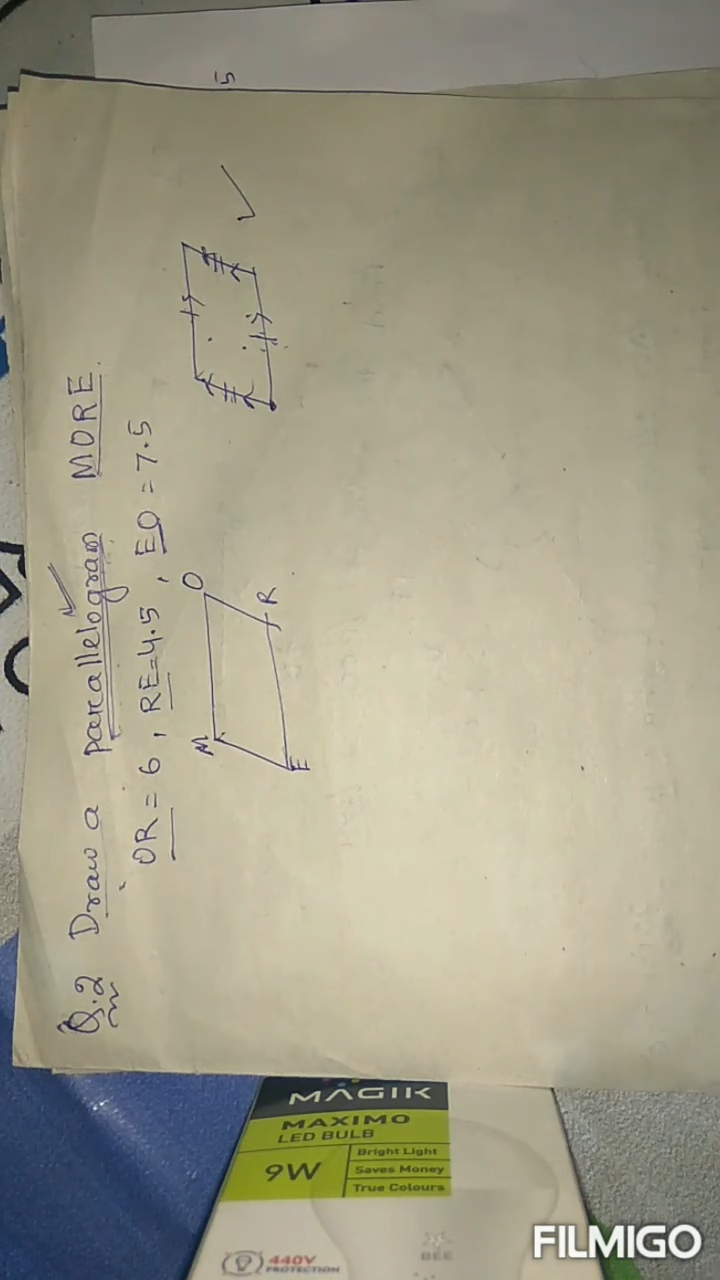 Q.2 Draw a parallelogram MORE.
OR = 6, RE = 4.5, EO = 7.5
M O
E R
5
MAGIK
MAXIMO
LED BULB
9W
Bright Light
Saves Money
True Colours
440V
PROTECTION
BEE
FILMIGO